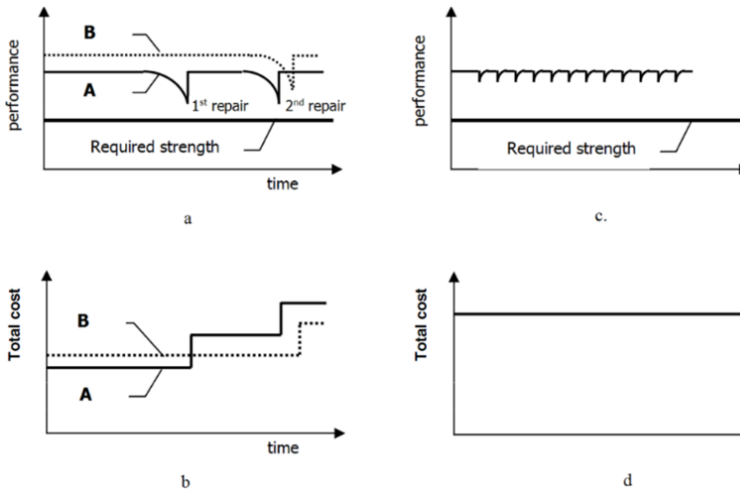 B
A
performance
1st repair
2nd repair
Required strength
time
a
performance
Required strength
c.
Total cost
B
A
time
b
Total cost
d